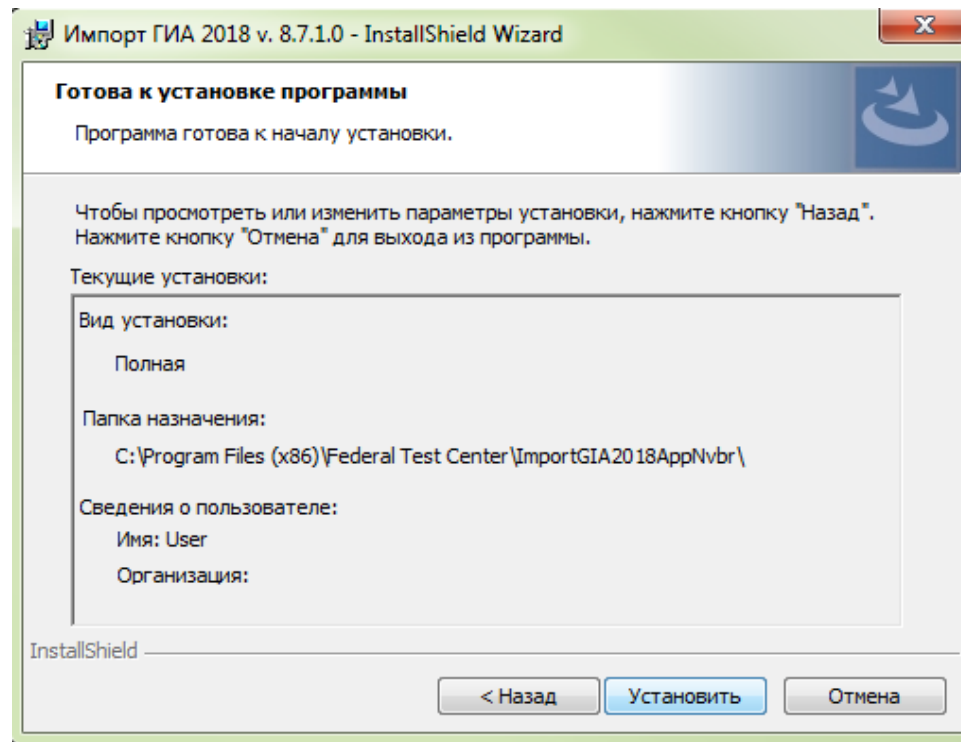 Импорт ГИА 2018 v. 8.7.1.0 - InstallShield Wizard
Готова к установке программы
Программа готова к началу установки.
Чтобы просмотреть или изменить параметры установки, нажмите кнопку "Назад".
Нажмите кнопку "Отмена" для выхода из программы.
Текущие установки:
Вид установки:
Полная
Папка назначения:
C:\Program Files (x86)\Federal Test Center\ImportGIA2018AppNvbr\
Сведения о пользователе:
Имя: User
Организация:
InstallShield
< Назад
Установить
Отмена